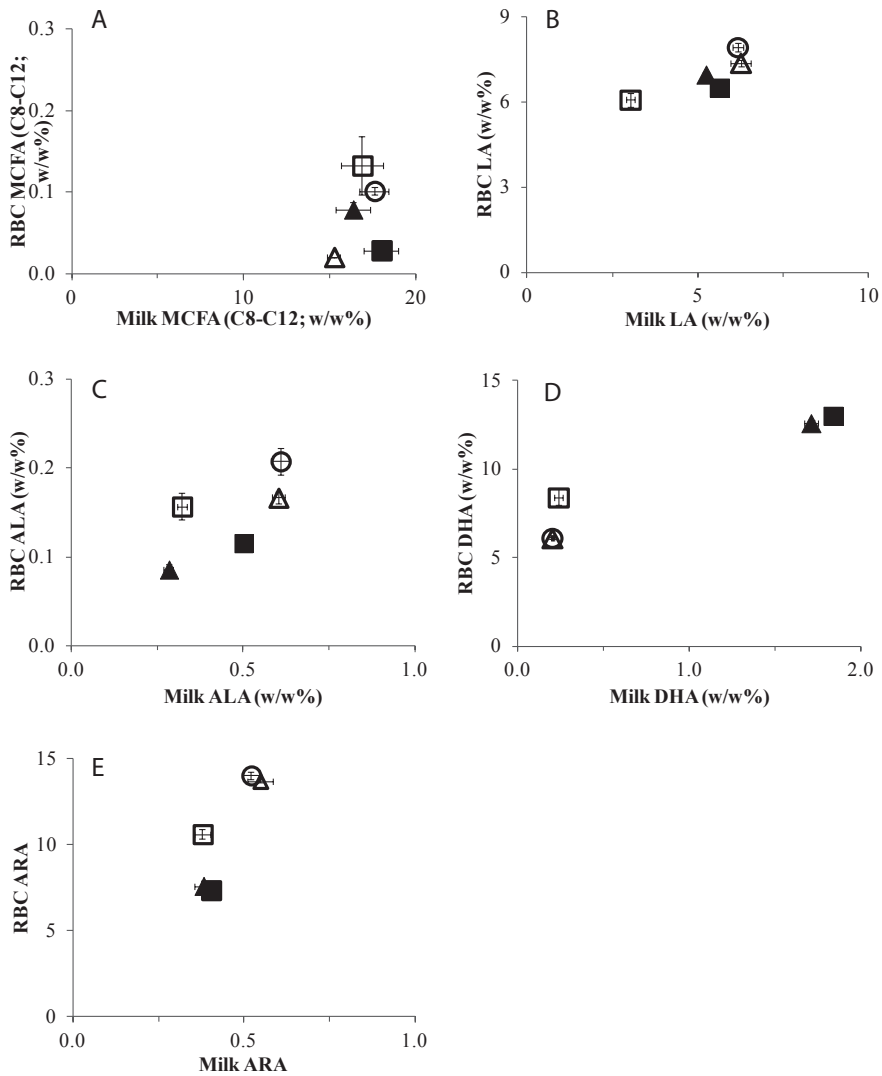 A
RBC MCFA (C8-C12;
w/w%)
0.3
0.2
0.1
0.0
0
10
20
Milk MCFA (C8-C12; w/w%)
B
RBC LA (w/w%)
9
6
3
0
0
5
10
Milk LA (w/w%)
C
RBC ALA (w/w%)
0.3
0.2
0.1
0.0
0.0
0.5
1.0
Milk ALA (w/w%)
D
RBC DHA (w/w%)
15
10
5
0
0.0
1.0
2.0
Milk DHA (w/w%)
E
RBC ARA
15
10
5
0
0.0
0.5
1.0
Milk ARA